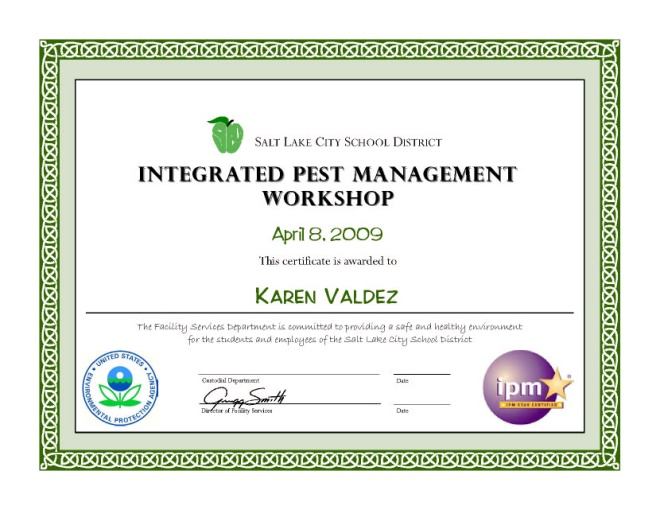 SALT LAKE CITY SCHOOL DISTRICT
INTEGRATED PEST MANAGEMENT
WORKSHOP
April 8, 2009
This certificate is awarded to
KAREN VALDEZ
The Facility Services Department is committed to providing a safe and healthy environment
for the students and employees of the Salt Lake City School District
UNITED STATES
ENVIRONMENTAL PROTECTION AGENCY
Custodial Department Date
Gregg Smith
Director of Facility Services Date
ipm
IPM STAR CERTIFIED